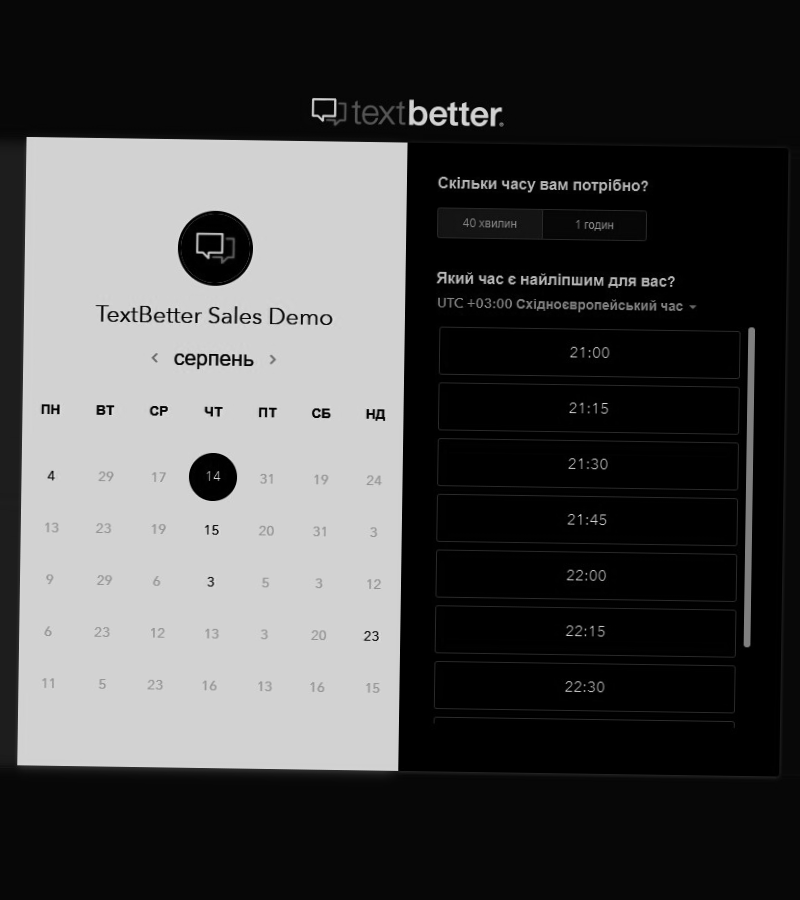 textbetter.
TextBetter Sales Demo
серпень
ПН ВТ СР ЧТ ПТ СБ НД
4 29 17 14 31 19 24
13 23 19 15 20 31 3
9 29 6 3 5 3 12
6 23 12 13 3 20 23
11 5 23 16 13 16 15
Скільки часу вам потрібно?
40 хвилин 1 годин
Який час є найліпшим для вас?
UTC +03:00 Східноєвропейський час
21:00
21:15
21:30
21:45
22:00
22:15
22:30